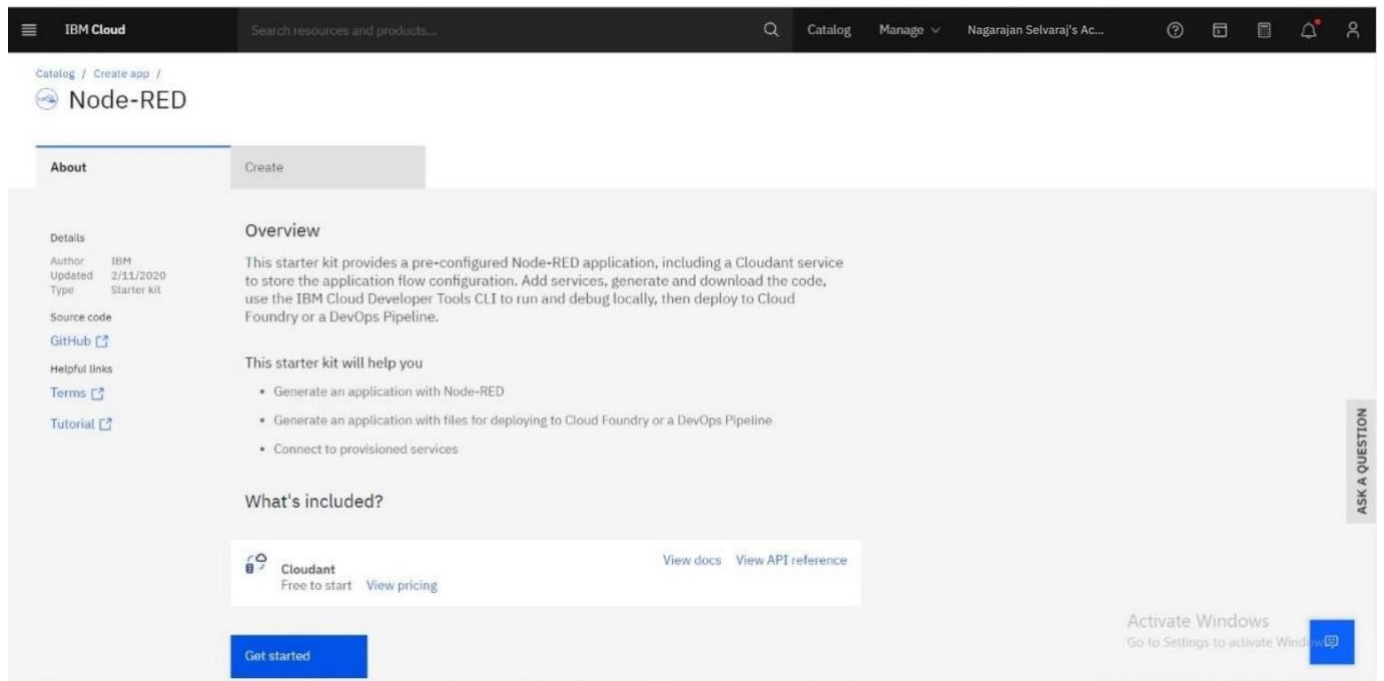 IBM Cloud
Search resources and products...
Catalog
Manage
Nagarajan Selvaraj's Ac...
Catalog / Create app /
Node-RED
About
Create
Details
Author IBM
Updated 2/11/2020
Type Starter kit
Source code
GitHub
Helpful links
Terms
Tutorial
Overview
This starter kit provides a pre-configured Node-RED application, including a Cloudant service
to store the application flow configuration. Add services, generate and download the code,
use the IBM Cloud Developer Tools CLI to run and debug locally, then deploy to Cloud
Foundry or a DevOps Pipeline.
This starter kit will help you
• Generate an application with Node-RED
• Generate an application with files for deploying to Cloud Foundry or a DevOps Pipeline
• Connect to provisioned services
What's included?
Cloudant
Free to start View pricing
View docs View API reference
Get started
ASK A QUESTION
Activate Windows
Go to Settings to activate Windows